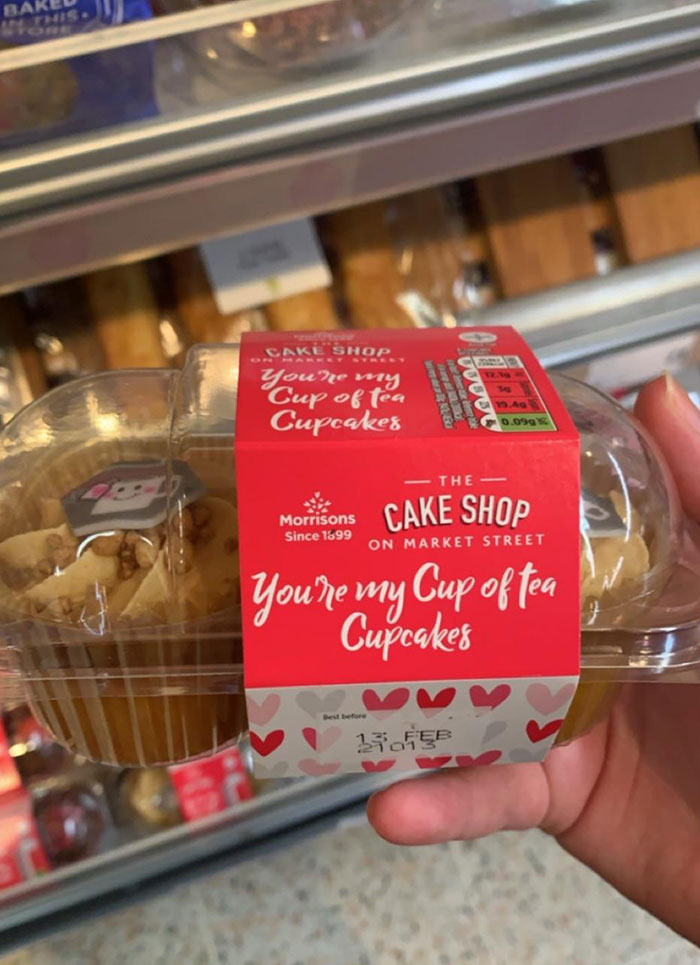 BAKED
IN THIS
STORE
CAKE SHOP
ON MARKET STREET
You're my
Cup of tea
Cupcakes
12.1g
3g
19.4g
0.09g
THE
CAKE SHOP
ON MARKET STREET
Morrisons
Since 1899
You're my Cup of tea
Cupcakes
Best before
13 FEB
21013